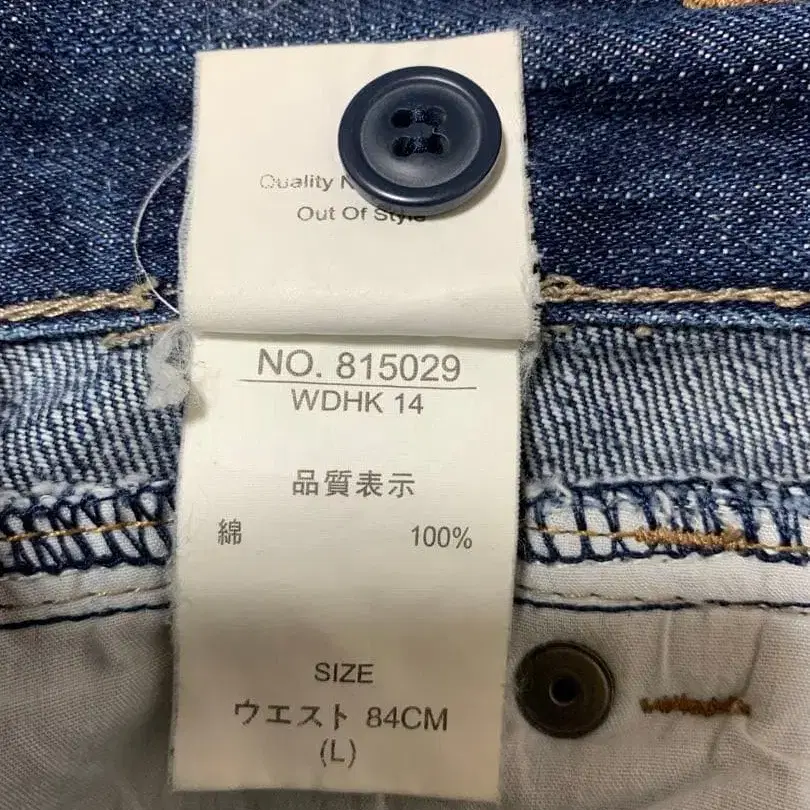 Quality
Out Of Style
NO. 815029
WDHK 14
品質表示
綿 100%
SIZE
ウエスト 84CM
(L)